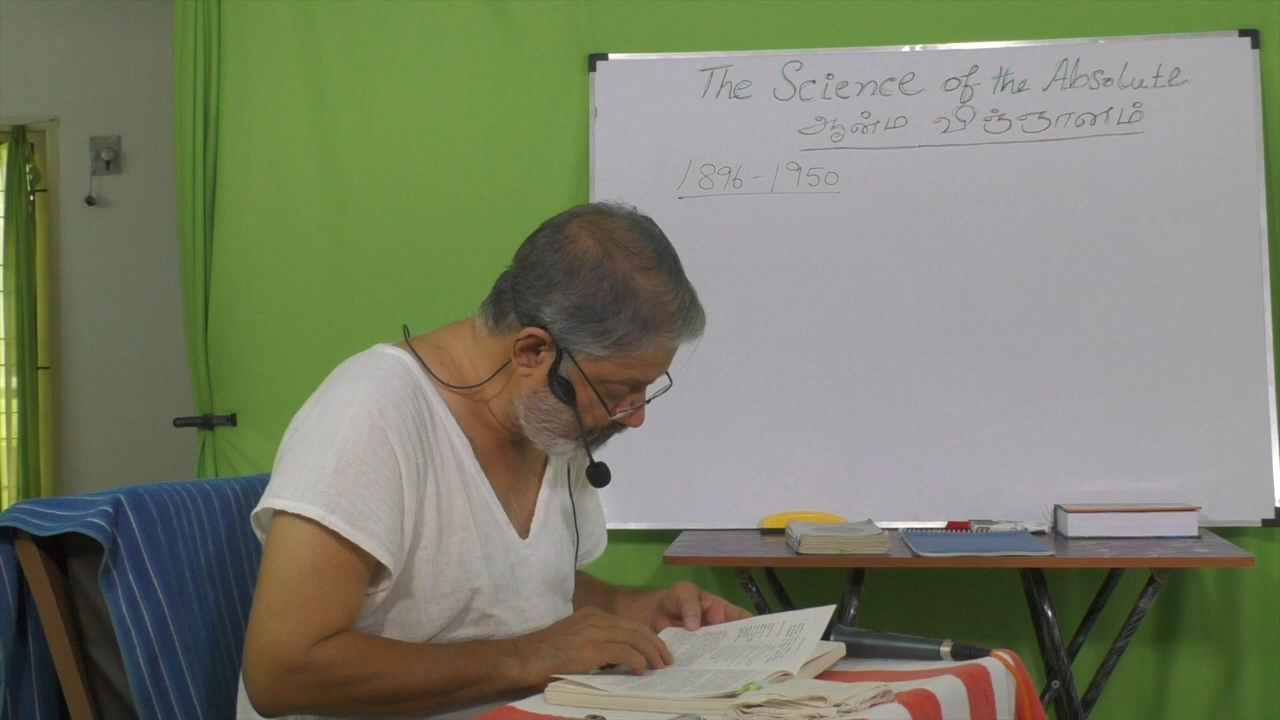 The Science of the Absolute
ஆன்ம விஞ்ஞானம்
1896-1950